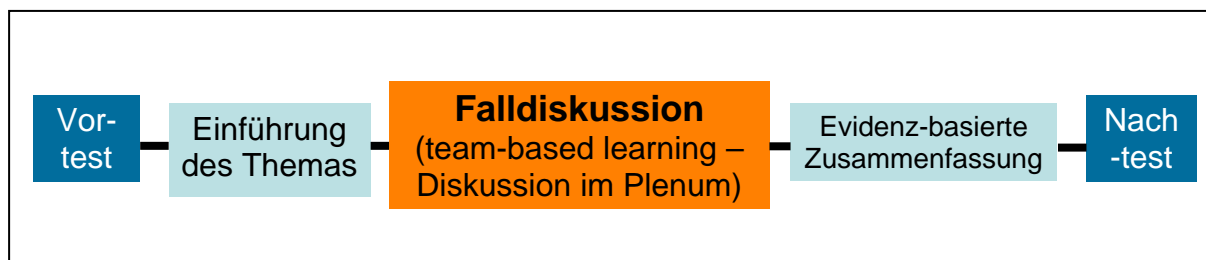 Vor-
test
Einführung
des Themas
Falldiskussion
(team-based learning –
Diskussion im Plenum)
Evidenz-basierte
Zusammenfassung
Nach
-test